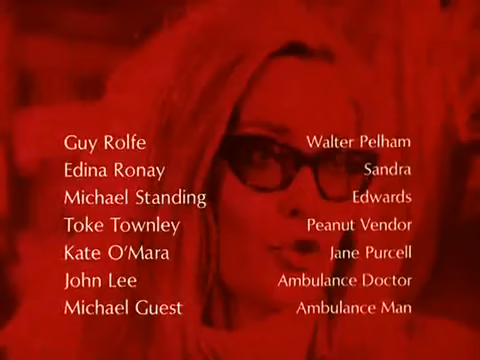 Guy Rolfe Walter Pelham
Edina Ronay Sandra
Michael Standing Edwards
Toke Townley Peanut Vendor
Kate O'Mara Jane Purcell
John Lee Ambulance Doctor
Michael Guest Ambulance Man